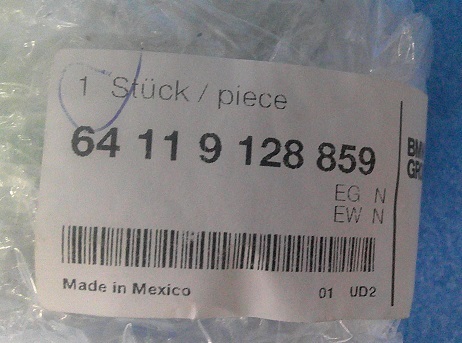 1 Stück / piece
64 11 9 128 859
EG N
EW N
Made in Mexico
01 UD2